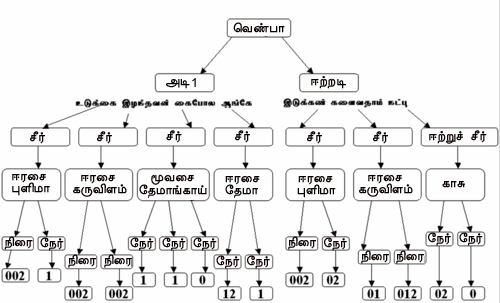 வெண்பா
அடி 1 ஈற்றடி
உடுக்கை இழந்தவன் கைபோல ஆங்கே இடுக்கண் களைவதாம் நட்பு
சீர் சீர் சீர் சீர் சீர் சீர் ஈற்றுச் சீர்
ஈரசை ஈரசை மூவசை ஈரசை ஈரசை ஈரசை காசு
புளிமா கருவிளம் தேமாங்காய் தேமா புளிமா கருவிளம்
நிரை நேர் நேர் நேர் நேர் நிரை நேர் நேர் நேர்
நிரை நிரை நேர் நேர் நிரை நிரை
002 1 1 1 0 002 02
002 002 12 1 01 012 02 0